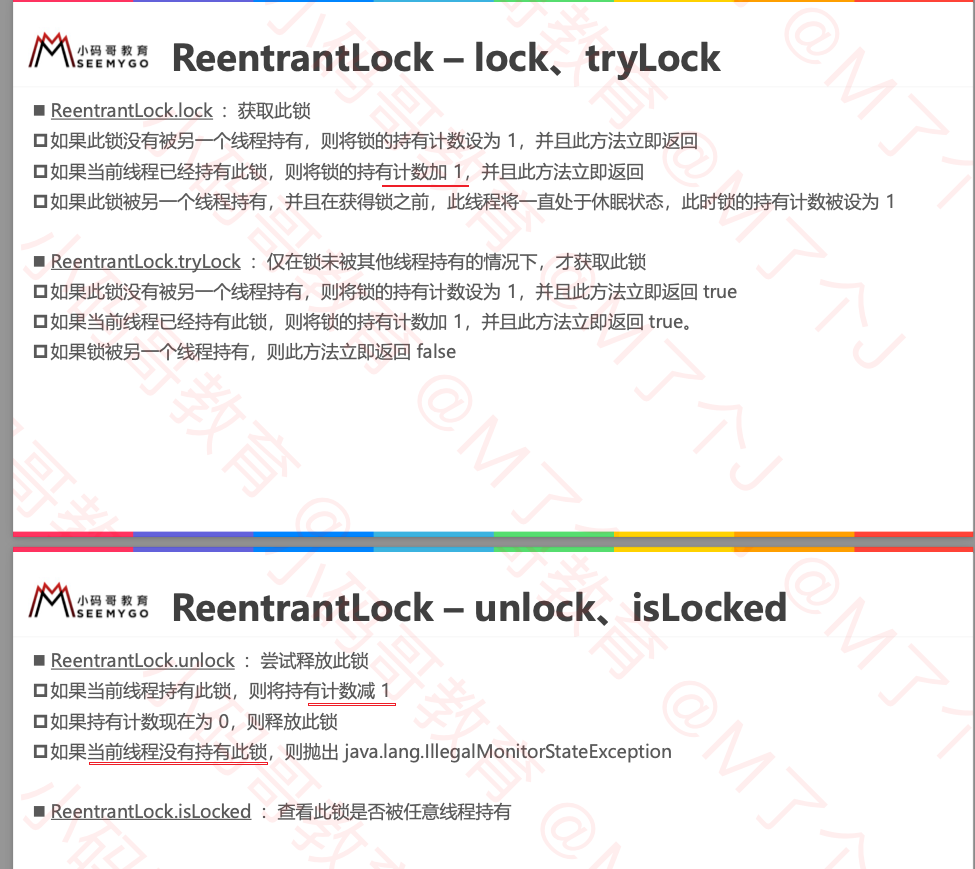 小码哥教育
SEEMYGO
ReentrantLock – lock、tryLock
ReentrantLock.lock ：获取此锁
如果此锁没有被另一个线程持有，则将锁的持有计数设为 1，并且此方法立即返回
如果当前线程已经持有此锁，则将锁的持有计数加 1，并且此方法立即返回
如果此锁被另一个线程持有，并且在获得锁之前，此线程将一直处于休眠状态，此时锁的持有计数被设为 1
ReentrantLock.tryLock ：仅在锁未被其他线程持有的情况下，才获取此锁
如果此锁没有被另一个线程持有，则将锁的持有计数设为 1，并且此方法立即返回 true
如果当前线程已经持有此锁，则将锁的持有计数加 1，并且此方法立即返回 true。
如果锁被另一个线程持有，则此方法立即返回 false
小码哥教育 @M了个J
小码哥教育
SEEMYGO
ReentrantLock – unlock、isLocked
ReentrantLock.unlock ：尝试释放此锁
如果当前线程持有此锁，则将持有计数减 1
如果持有计数现在为 0，则释放此锁
如果当前线程没有持有此锁，则抛出 java.lang.IllegalMonitorStateException
ReentrantLock.isLocked ：查看此锁是否被任意线程持有